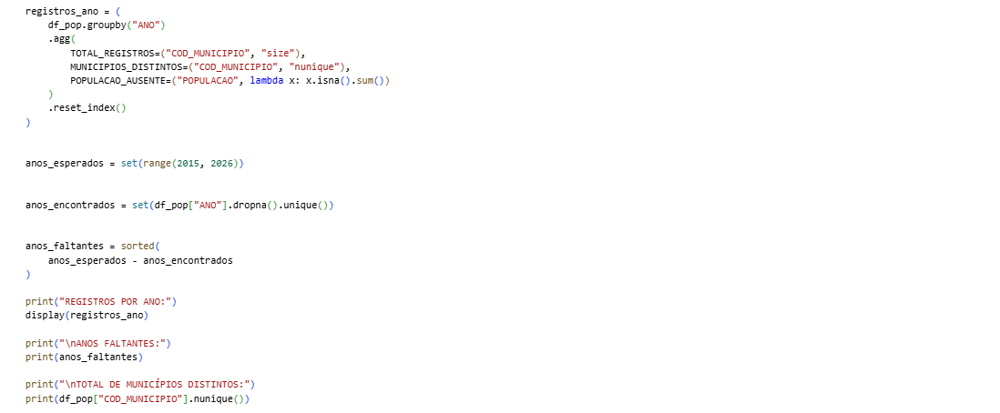 registros_ano = (
    df_pop.groupby("ANO")
    .agg(
        TOTAL_REGISTROS=("COD_MUNICIPIO", "size"),
        MUNICIPIOS_DISTINTOS=("COD_MUNICIPIO", "nunique"),
        POPULACAO_AUSENTE=("POPULACAO", lambda x: x.isna().sum())
    )
    .reset_index()
)
anos_esperados = set(range(2015, 2026))
anos_encontrados = set(df_pop["ANO"].dropna().unique())
anos_faltantes = sorted(
    anos_esperados - anos_encontrados
)
print("REGISTROS POR ANO:")
display(registros_ano)
print("\nANOS FALTANTES:")
print(anos_faltantes)
print("\nTOTAL DE MUNICÍPIOS DISTINTOS:")
print(df_pop["COD_MUNICIPIO"].nunique())